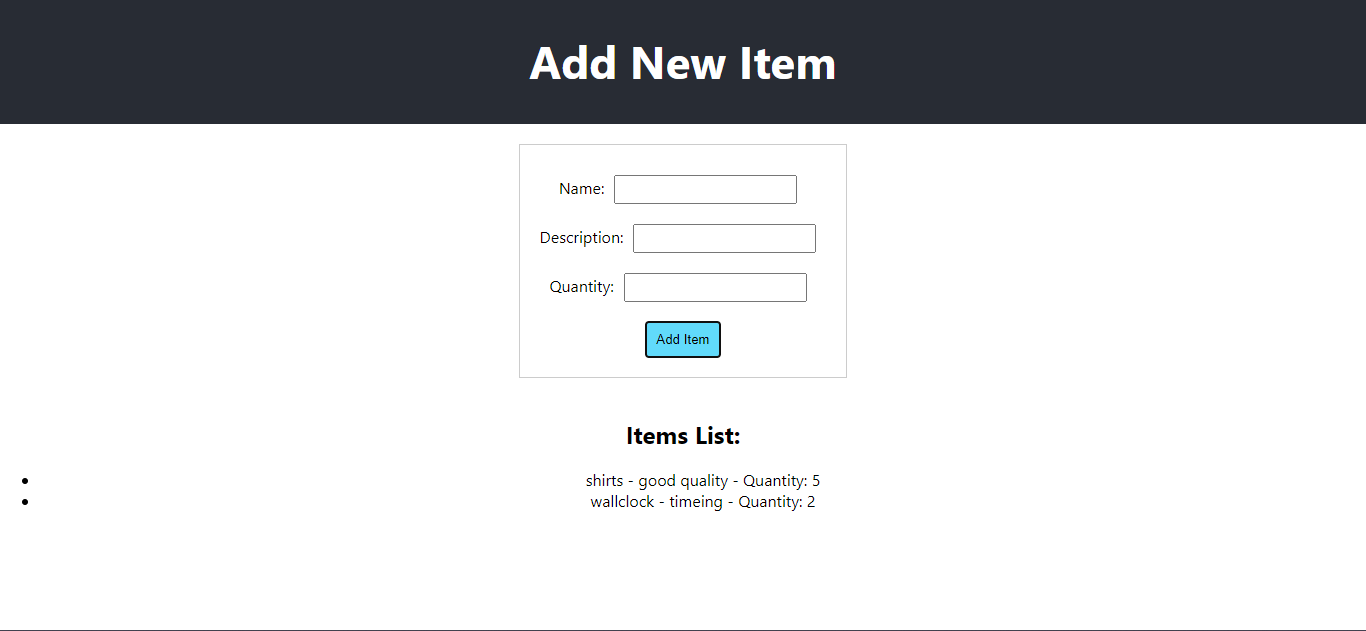 Add New Item
Name:
Description:
Quantity:
Add Item
Items List:
shirts - good quality - Quantity: 5
wallclock - timeing - Quantity: 2